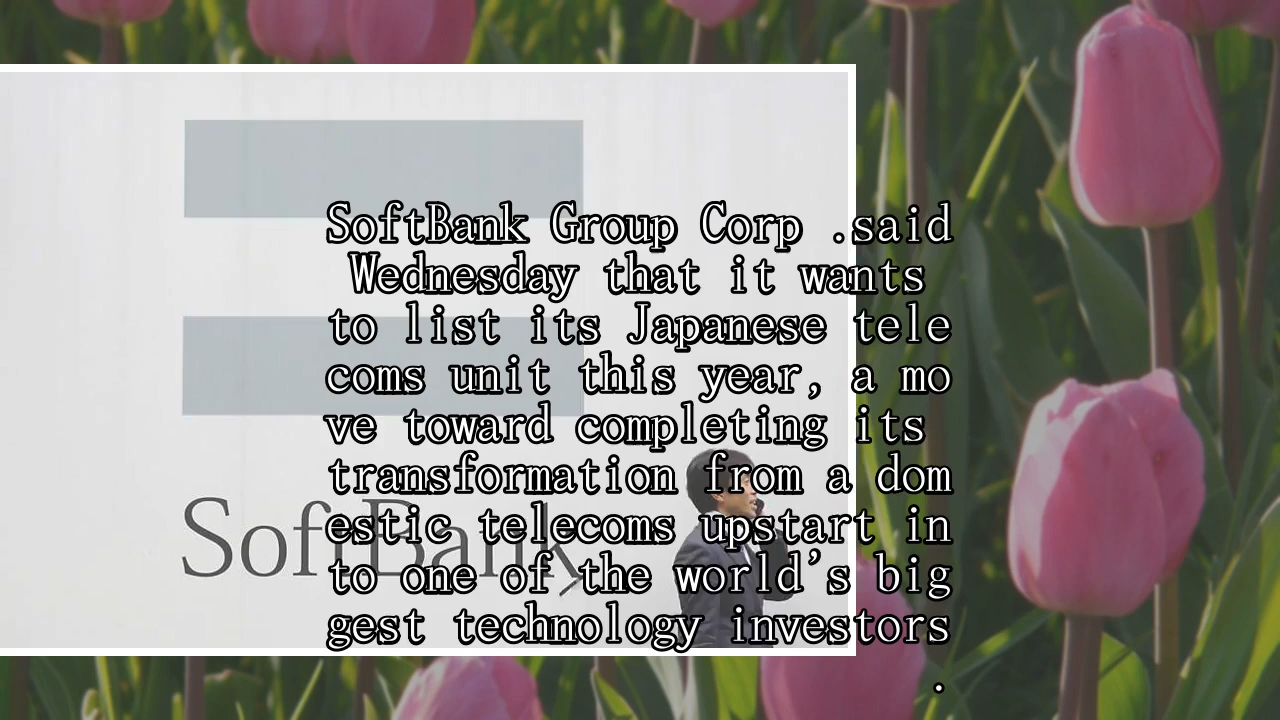 SoftBank Group Corp .said
Wednesday that it wants
to list its Japanese tele
coms unit this year, a mo
ve toward completing its
transformation from a dom
estic telecoms upstart in
to one of the world’s big
gest technology investors
.
SoftBank